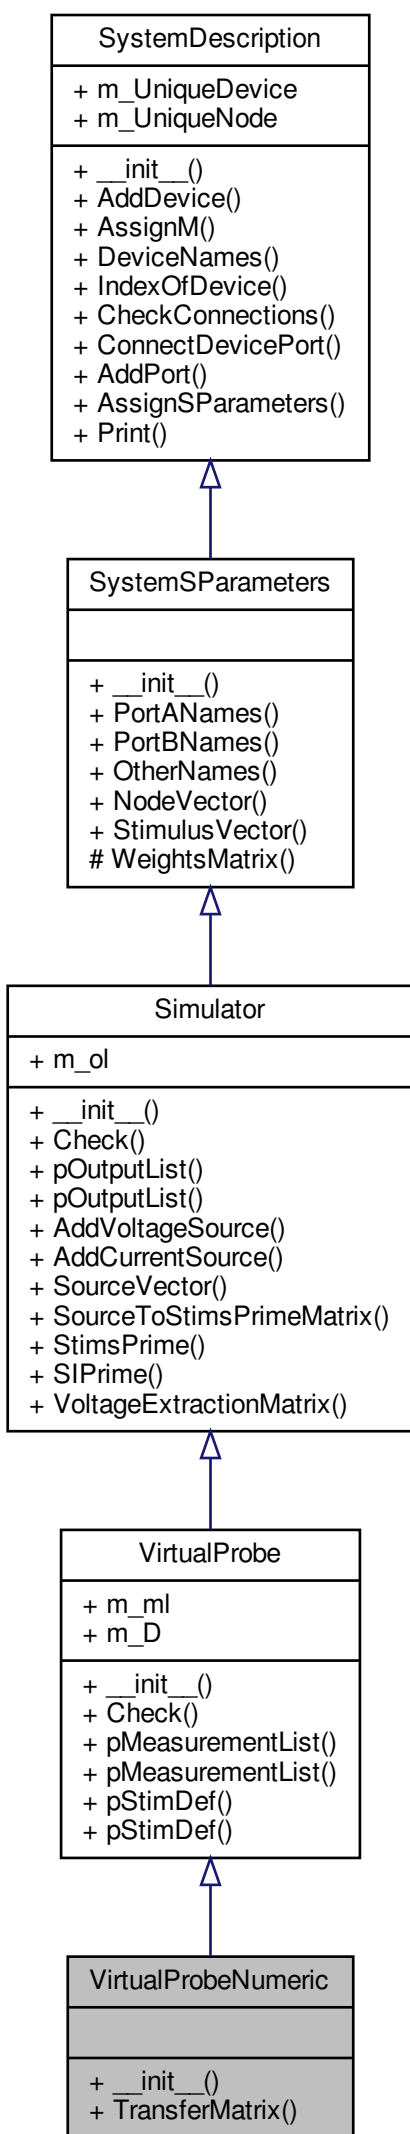 SystemDescription
+ m_UniqueDevice
+ m_UniqueNode
+ __init__()
+ AddDevice()
+ AssignM()
+ DeviceNames()
+ IndexOfDevice()
+ CheckConnections()
+ ConnectDevicePort()
+ AddPort()
+ AssignSParameters()
+ Print()
SystemSParameters
+ __init__()
+ PortANames()
+ PortBNames()
+ OtherNames()
+ NodeVector()
+ StimulusVector()
# WeightsMatrix()
Simulator
+ m_ol
+ __init__()
+ Check()
+ pOutputList()
+ pOutputList()
+ AddVoltageSource()
+ AddCurrentSource()
+ SourceVector()
+ SourceToStimsPrimeMatrix()
+ StimsPrime()
+ SIPrime()
+ VoltageExtractionMatrix()
VirtualProbe
+ m_ml
+ m_D
+ __init__()
+ Check()
+ pMeasurementList()
+ pMeasurementList()
+ pStimDef()
+ pStimDef()
VirtualProbeNumeric
+ __init__()
+ TransferMatrix()